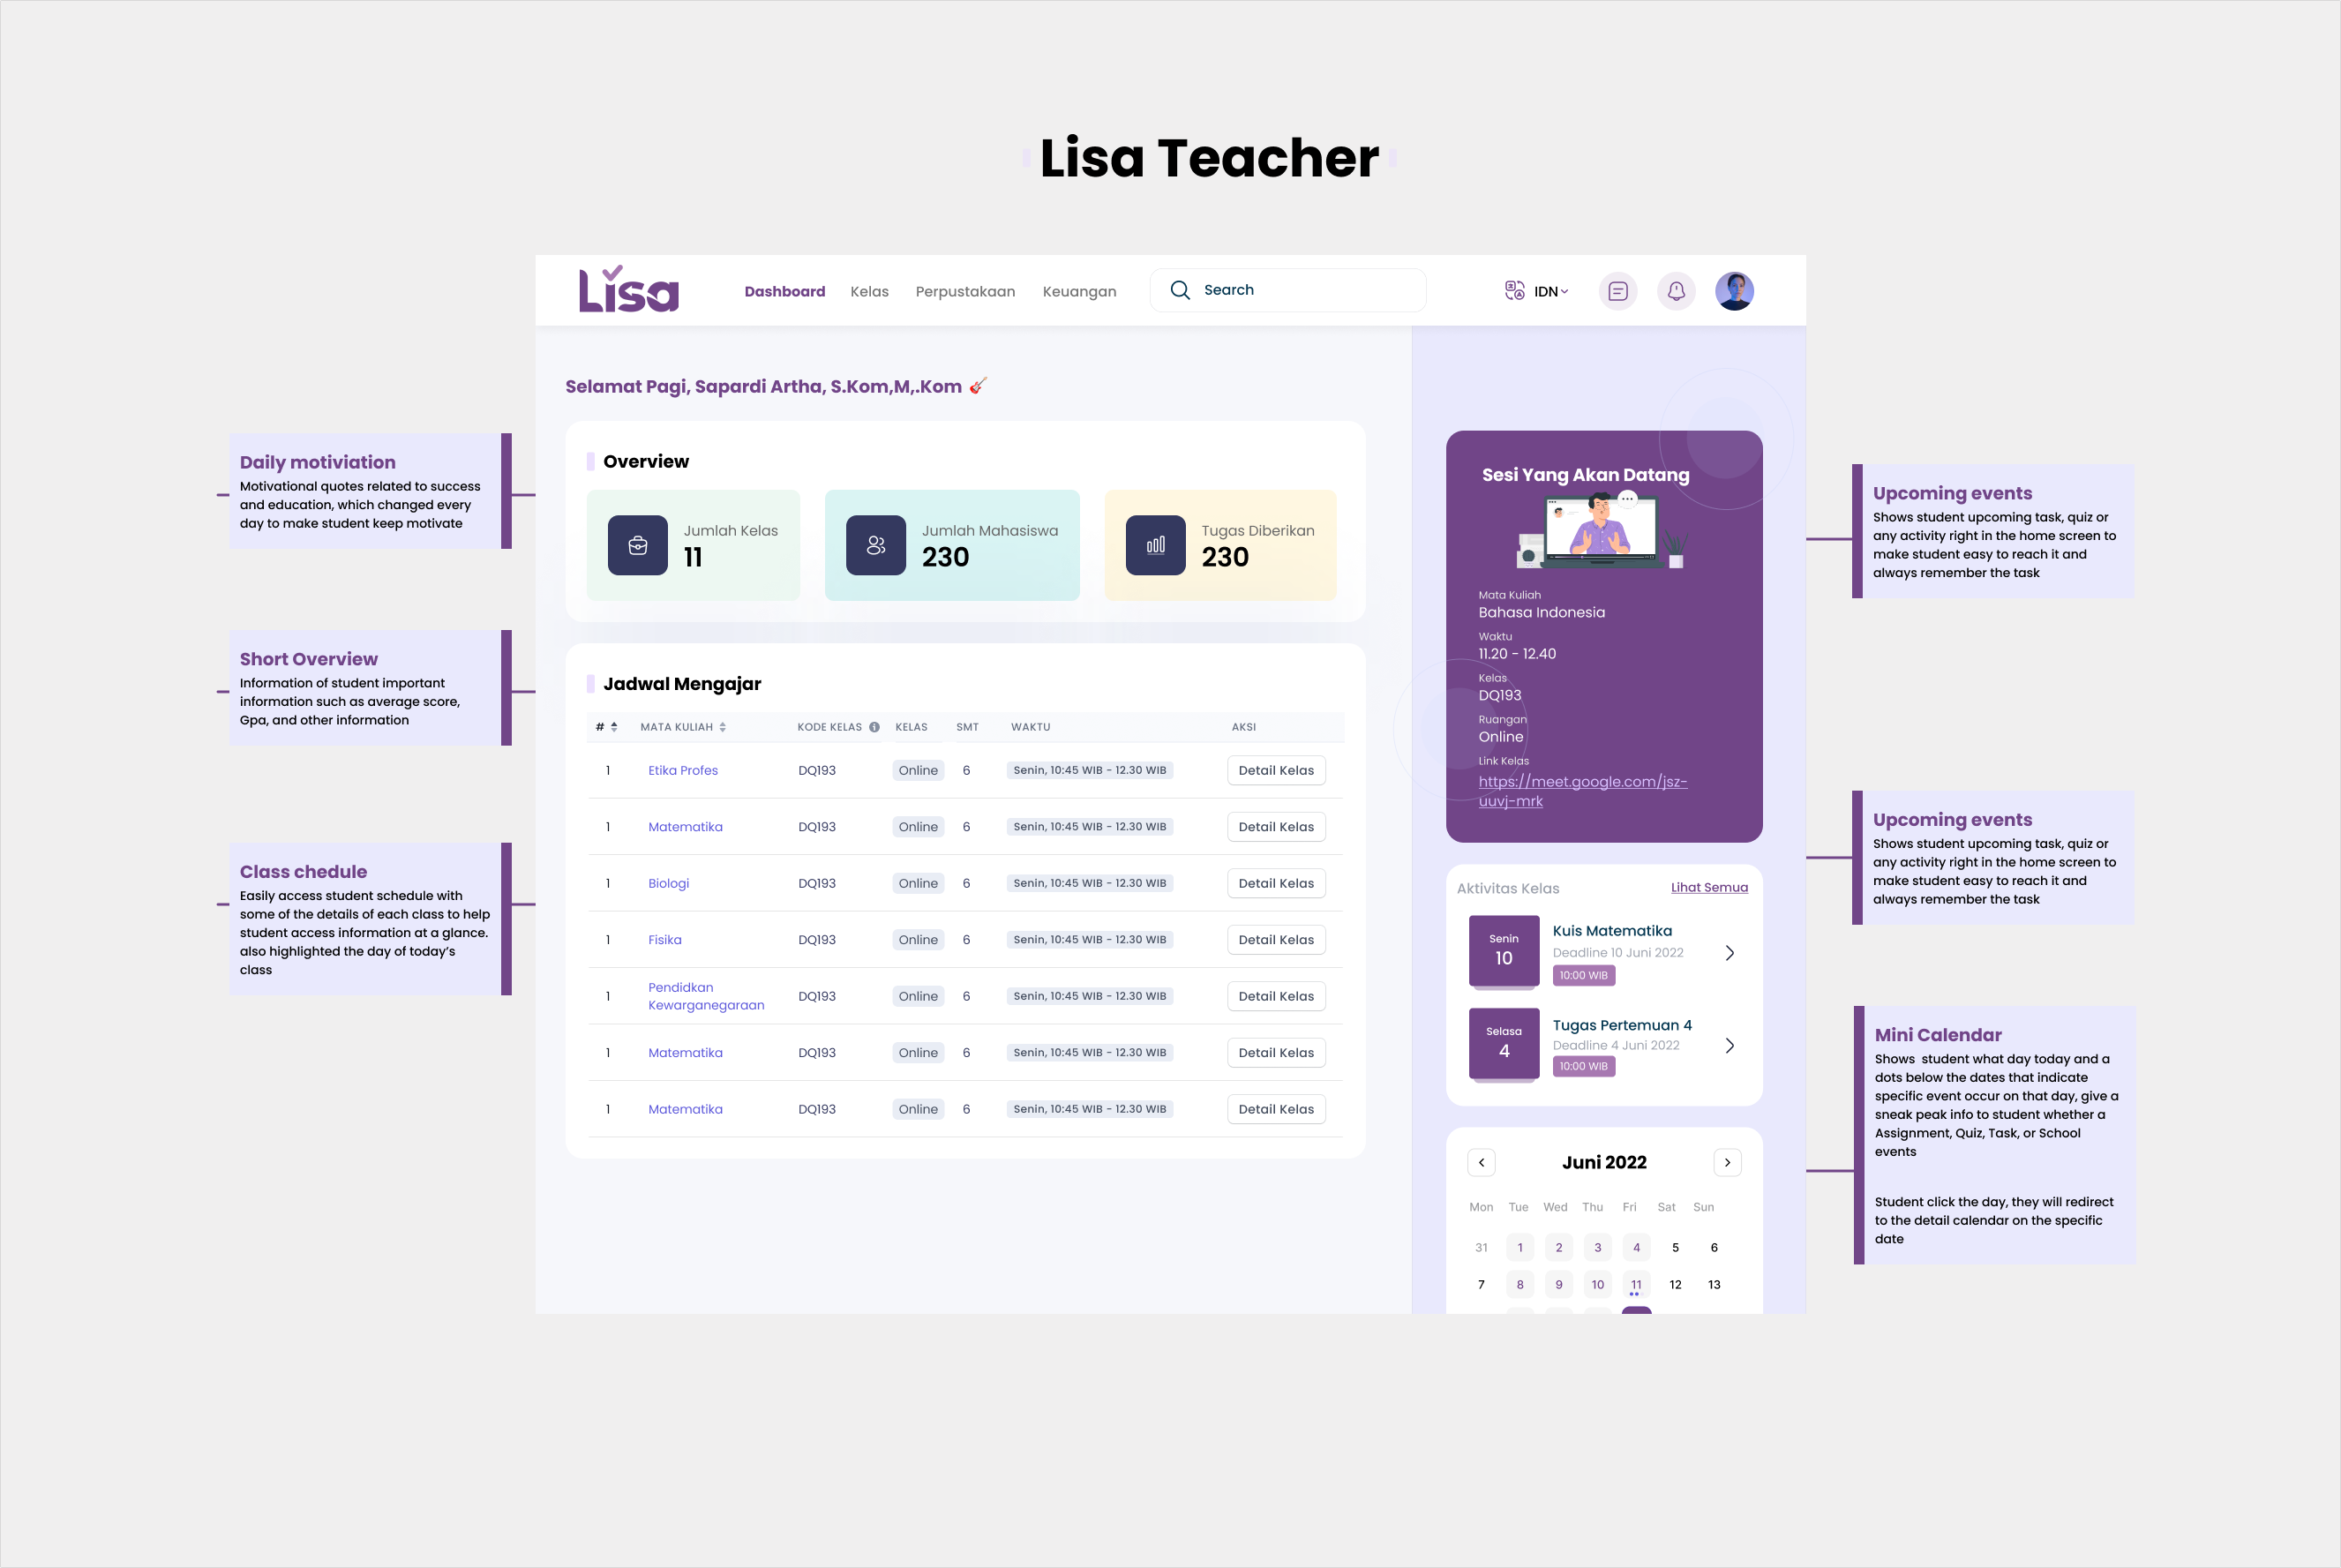 Lisa Teacher
Lisa
Dashboard Kelas Perpustakaan Keuangan Search IDN
Selamat Pagi, Sapardi Artha, S.Kom,M,.Kom
Overview
Jumlah Kelas
11
Jumlah Mahasiswa
230
Tugas Diberikan
230
Jadwal Mengajar
# MATA KULIAH KODE KELAS KELAS SMT WAKTU AKSI
1 Etika Profes DQ193 Online 6 Senin, 10:45 WIB - 12.30 WIB Detail Kelas
1 Matematika DQ193 Online 6 Senin, 10:45 WIB - 12.30 WIB Detail Kelas
1 Biologi DQ193 Online 6 Senin, 10:45 WIB - 12.30 WIB Detail Kelas
1 Fisika DQ193 Online 6 Senin, 10:45 WIB - 12.30 WIB Detail Kelas
1 Pendidkan
Kewarganegaraan DQ193 Online 6 Senin, 10:45 WIB - 12.30 WIB Detail Kelas
1 Matematika DQ193 Online 6 Senin, 10:45 WIB - 12.30 WIB Detail Kelas
1 Matematika DQ193 Online 6 Senin, 10:45 WIB - 12.30 WIB Detail Kelas
Sesi Yang Akan Datang
Mata Kuliah
Bahasa Indonesia
Waktu
11.20 - 12.40
Kelas
DQ193
Ruangan
Online
Link Kelas
https://meet.google.com/jsz-
uuvj-mrk
Aktivitas Kelas Lihat Semua
Senin
10
Kuis Matematika
Deadline 10 Juni 2022
10:00 WIB
Selasa
4
Tugas Pertemuan 4
Deadline 4 Juni 2022
10:00 WIB
Juni 2022
Mon Tue Wed Thu Fri Sat Sun
31 1 2 3 4 5 6
7 8 9 10 11 12 13
Daily motiviation
Motivational quotes related to success
and education, which changed every
day to make student keep motivate
Short Overview
Information of student important
information such as average score,
Gpa, and other information
Class chedule
Easily access student schedule with
some of the details of each class to help
student access information at a glance.
also highlighted the day of today's
class
Upcoming events
Shows student upcoming task, quiz or
any activity right in the home screen to
make student easy to reach it and
always remember the task
Upcoming events
Shows student upcoming task, quiz or
any activity right in the home screen to
make student easy to reach it and
always remember the task
Mini Calendar
Shows student what day today and a
dots below the dates that indicate
specific event occur on that day, give a
sneak peak info to student whether a
Assignment, Quiz, Task, or School
events
Student click the day, they will redirect
to the detail calendar on the specific
date